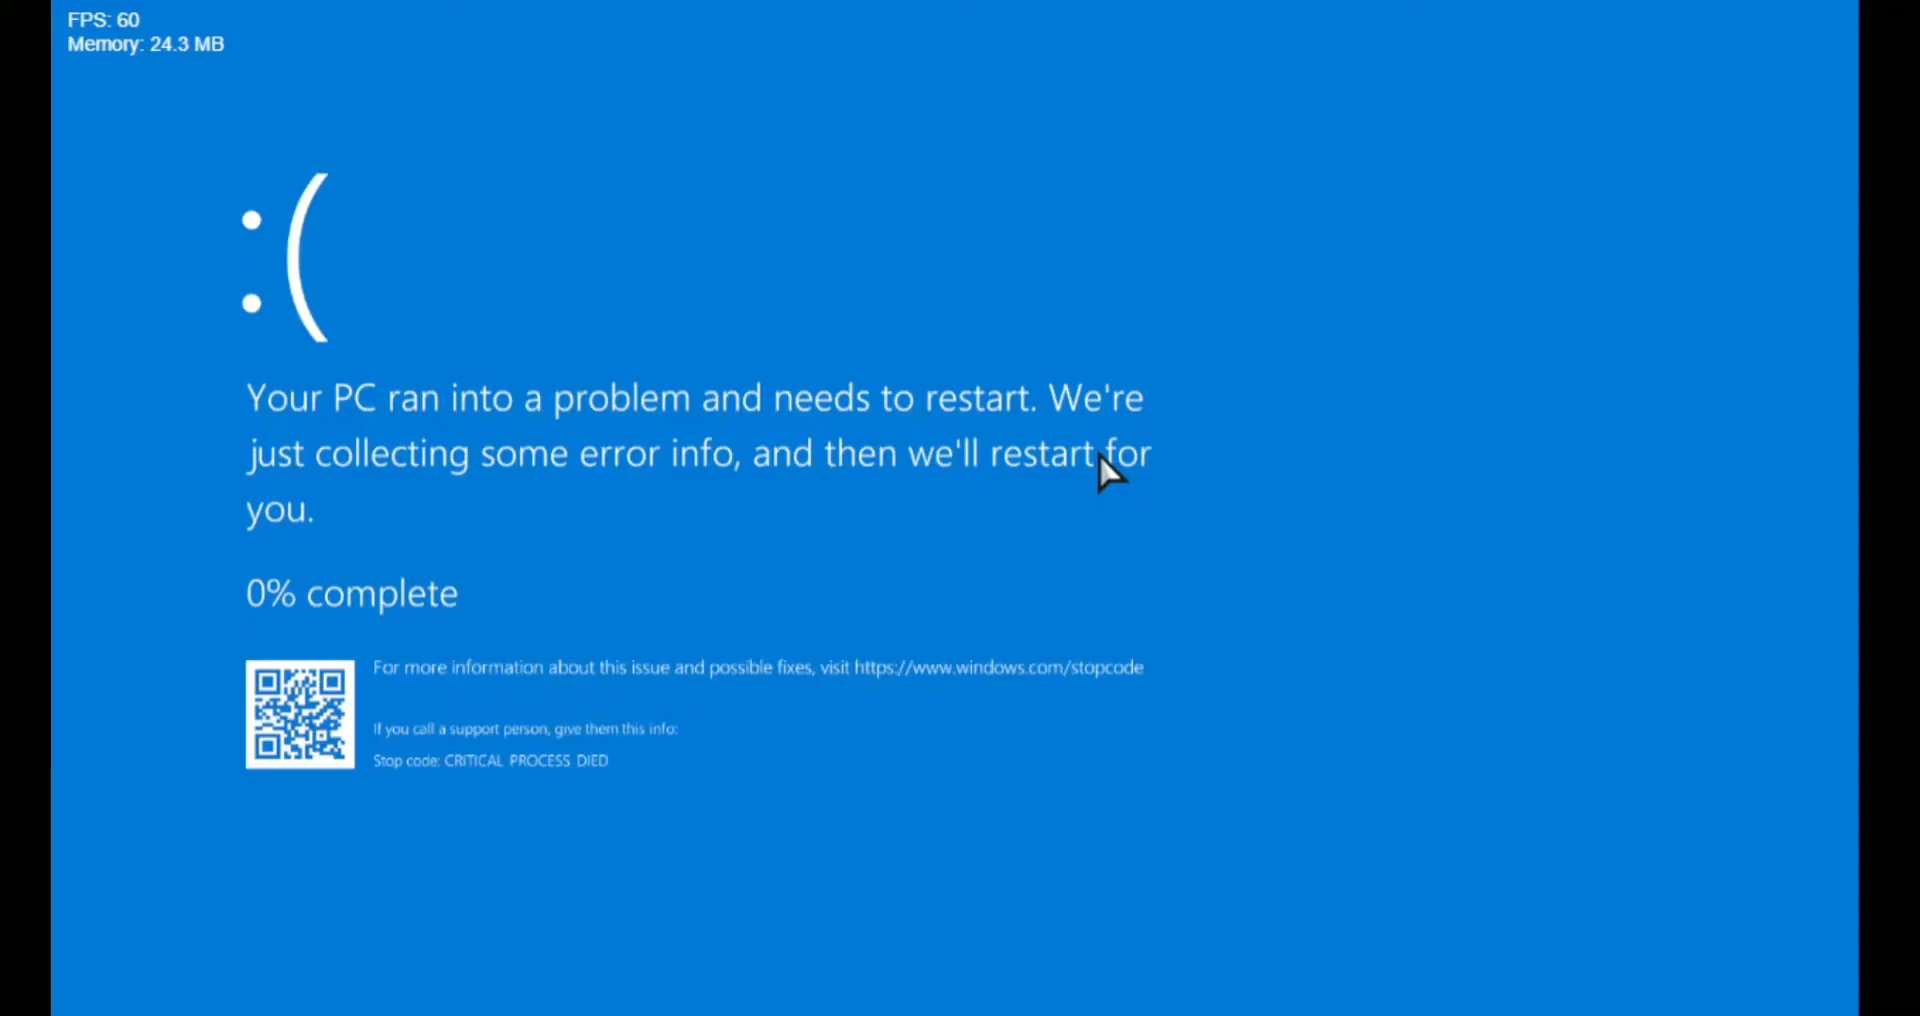 FPS: 60
Memory: 24.3 MB
:(
Your PC ran into a problem and needs to restart. We're
just collecting some error info, and then we'll restart for
you.
0% complete
For more information about this issue and possible fixes, visit https://www.windows.com/stopcode
If you call a support person, give them this info:
Stop code: CRITICAL PROCESS DIED